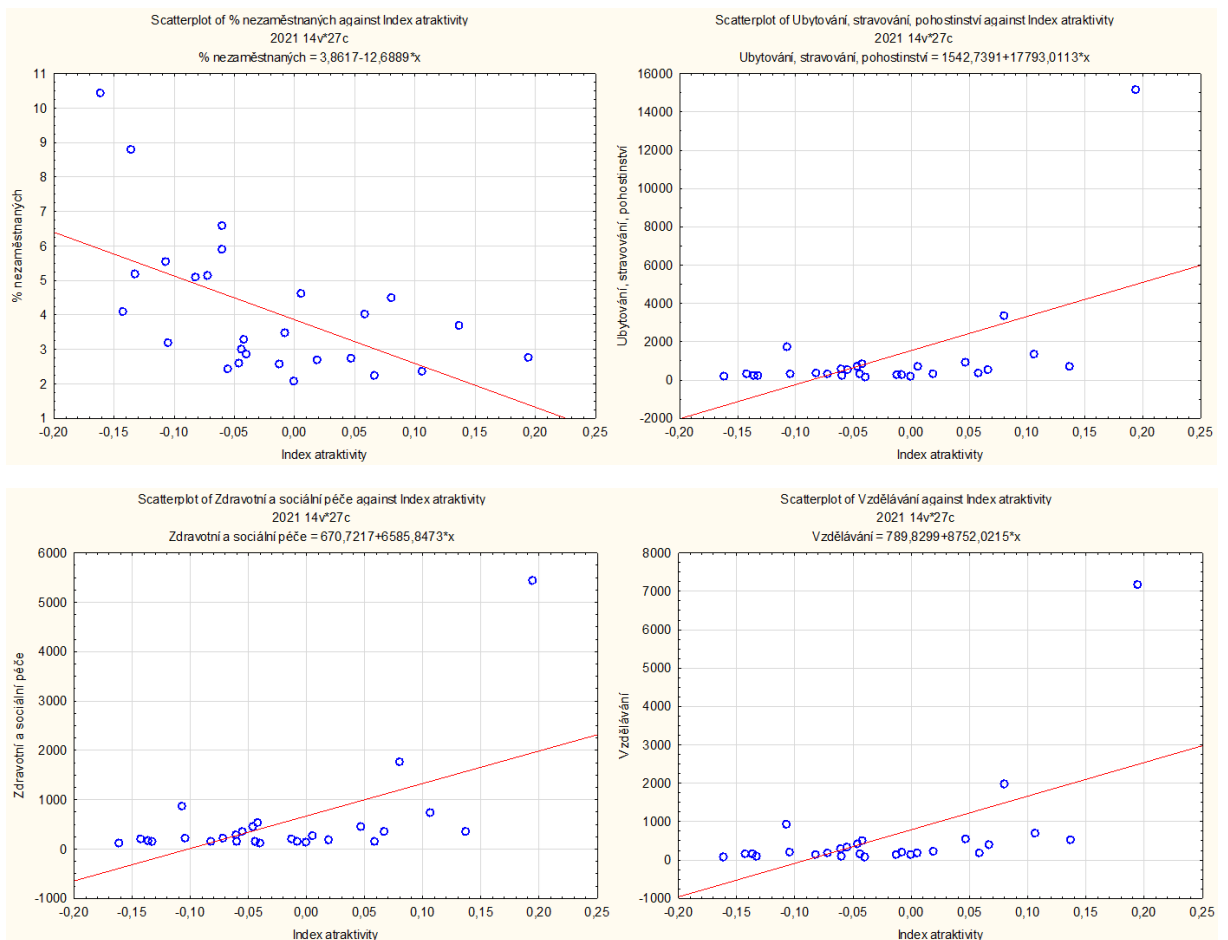 Scatterplot of % nezaměstnaných against Index atraktivity
2021 14v*27c
% nezaměstnaných = 3,8617-12,6889*x
11
10
9
8
7
6
5
4
3
2
1
% nezaměstnaných
-0,20 -0,15 -0,10 -0,05 0,00 0,05 0,10 0,15 0,20 0,25
Index atraktivity
Scatterplot of Ubytování, stravování, pohostinství against Index atraktivity
2021 14v*27c
Ubytování, stravování, pohostinství = 1542,7391+17793,0113*x
16000
14000
12000
10000
8000
6000
4000
2000
0
-2000
Ubytování, stravování, pohostinství
-0,20 -0,15 -0,10 -0,05 0,00 0,05 0,10 0,15 0,20 0,25
Index atraktivity
Scatterplot of Zdravotní a sociální péče against Index atraktivity
2021 14v*27c
Zdravotní a sociální péče = 670,7217+6585,8473*x
6000
5000
4000
3000
2000
1000
0
-1000
Zdravotní a sociální péče
-0,20 -0,15 -0,10 -0,05 0,00 0,05 0,10 0,15 0,20 0,25
Index atraktivity
Scatterplot of Vzdělávání against Index atraktivity
2021 14v*27c
Vzdělávání = 789,8299+8752,0215*x
8000
7000
6000
5000
4000
3000
2000
1000
0
-1000
Vzdělávání
-0,20 -0,15 -0,10 -0,05 0,00 0,05 0,10 0,15 0,20 0,25
Index atraktivity